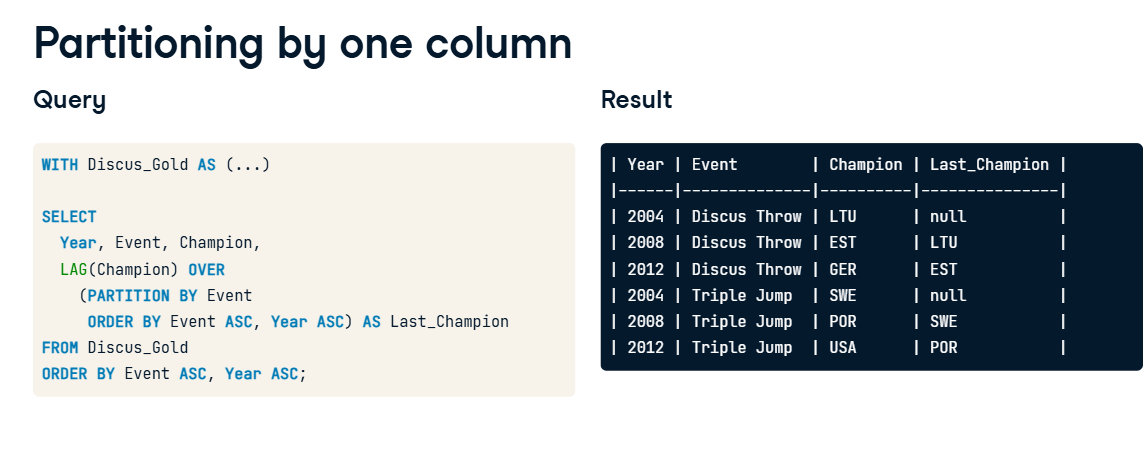 Partitioning by one column
Query
WITH Discus_Gold AS (...)
SELECT
Year, Event, Champion,
LAG(Champion) OVER
(PARTITION BY Event
ORDER BY Event ASC, Year ASC) AS Last_Champion
FROM Discus_Gold
ORDER BY Event ASC, Year ASC;
Result
| Year | Event        | Champion | Last_Champion |
|------|--------------|----------|---------------|
| 2004 | Discus Throw | LTU      | null          |
| 2008 | Discus Throw | EST      | LTU           |
| 2012 | Discus Throw | GER      | EST           |
| 2004 | Triple Jump  | SWE      | null          |
| 2008 | Triple Jump  | POR      | SWE           |
| 2012 | Triple Jump  | USA      | POR           |